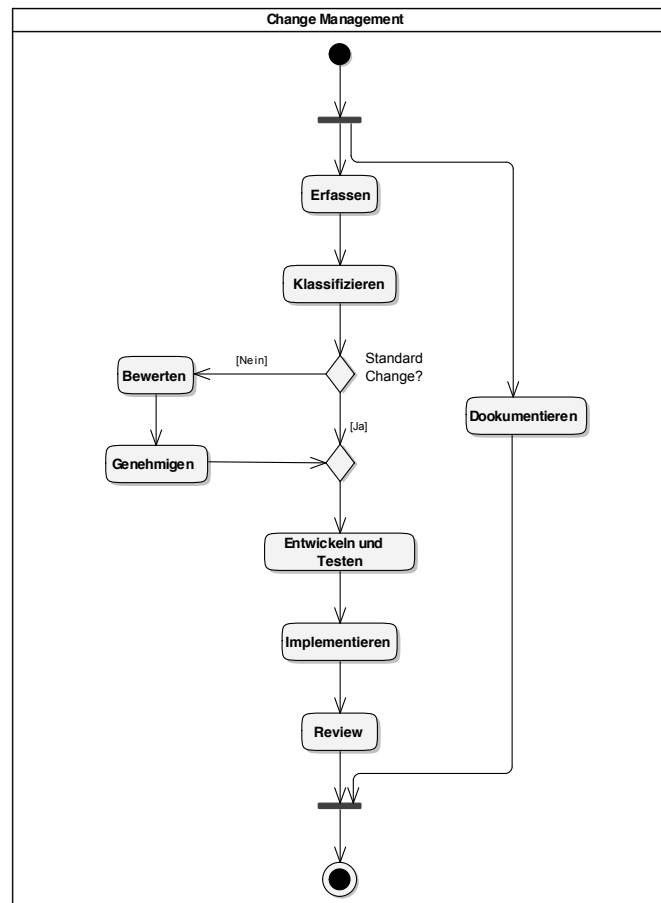 Change Management
Erfassen
Klassifizieren
Standard
Change?
[Nein]
Bewerten
Dookumentieren
[Ja]
Genehmigen
Entwickeln und
Testen
Implementieren
Review